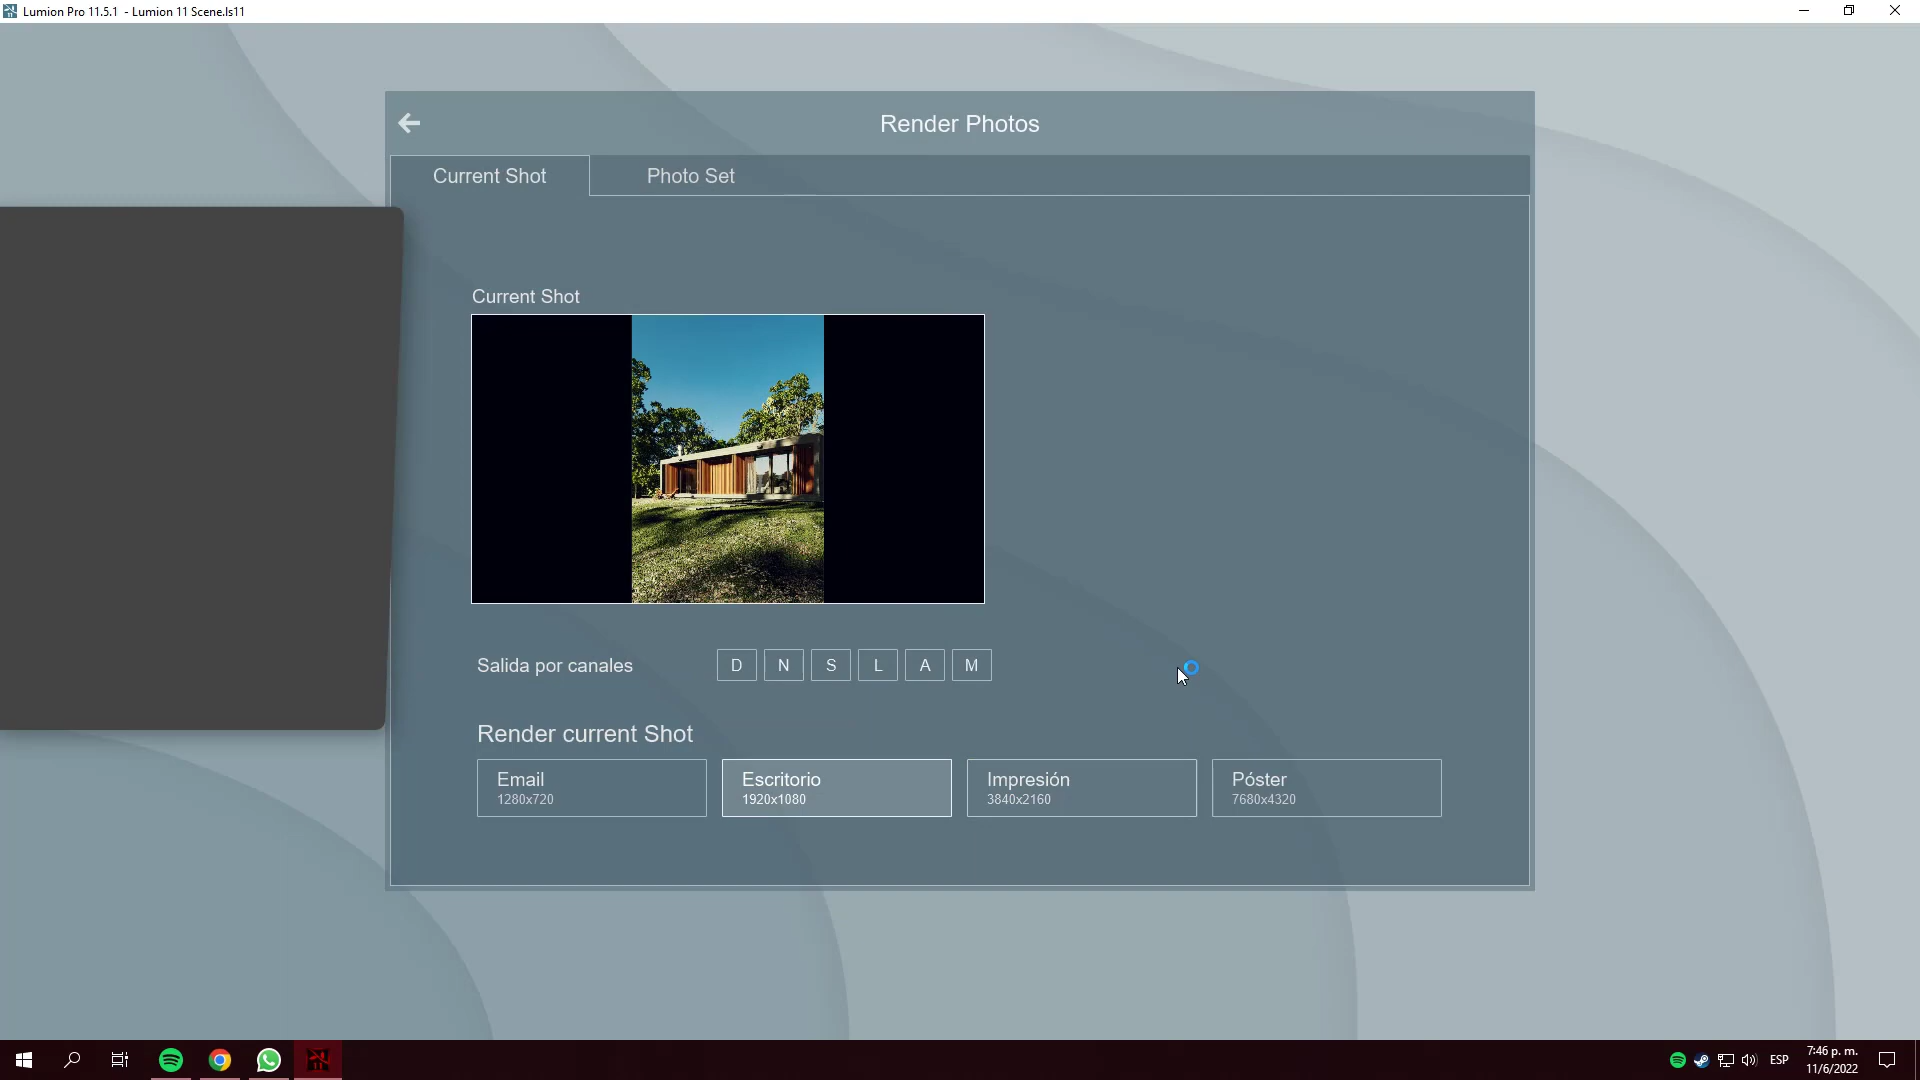 Lumion Pro 11.5.1 - Lumion 11 Scene.ls11
Render Photos
Current Shot
Photo Set
Current Shot
Salida por canales
D N S L A M
Render current Shot
Email
1280x720
Escritorio
1920x1080
Impresión
3840x2160
Póster
7680x4320
ESP
7:46 p. m.
11/6/2022